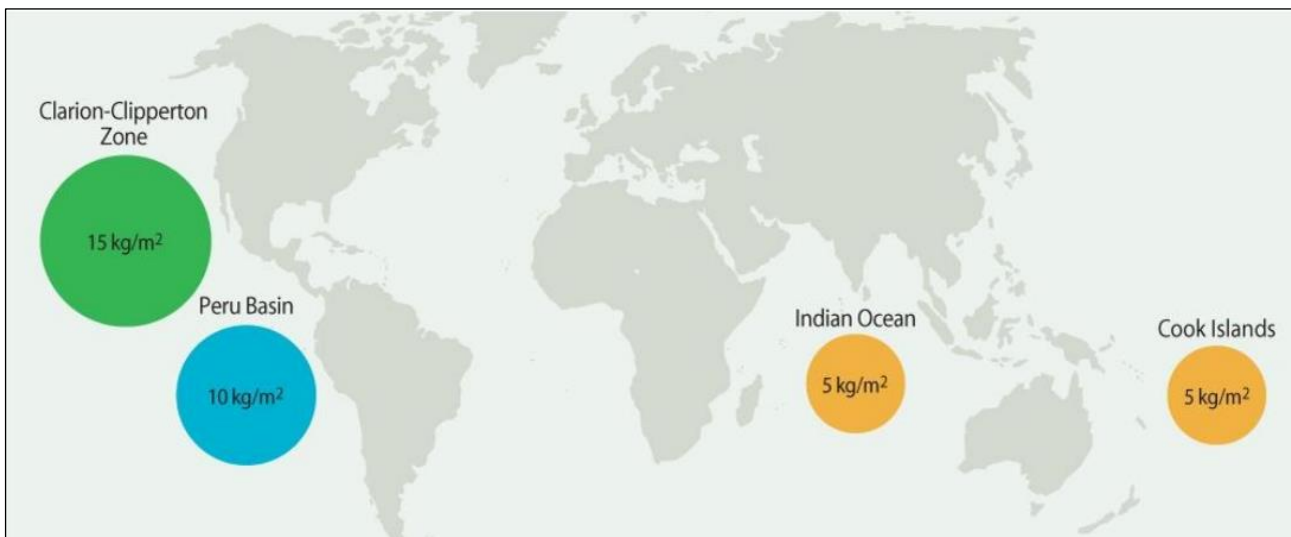 Clarion-Clipperton
Zone
15 kg/m²
Peru Basin
10 kg/m²
Indian Ocean
5 kg/m²
Cook Islands
5 kg/m²